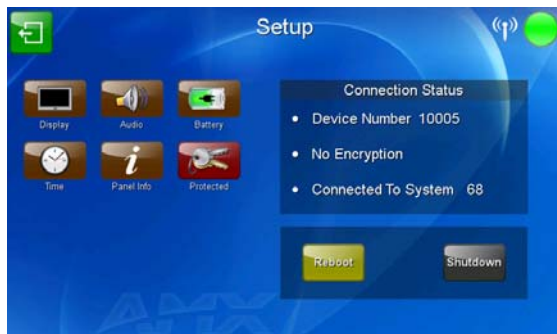 Setup
Display Audio Battery
Time Panel Info Protected
Connection Status
• Device Number 10005
• No Encryption
• Connected To System 68
Reboot Shutdown
AMX